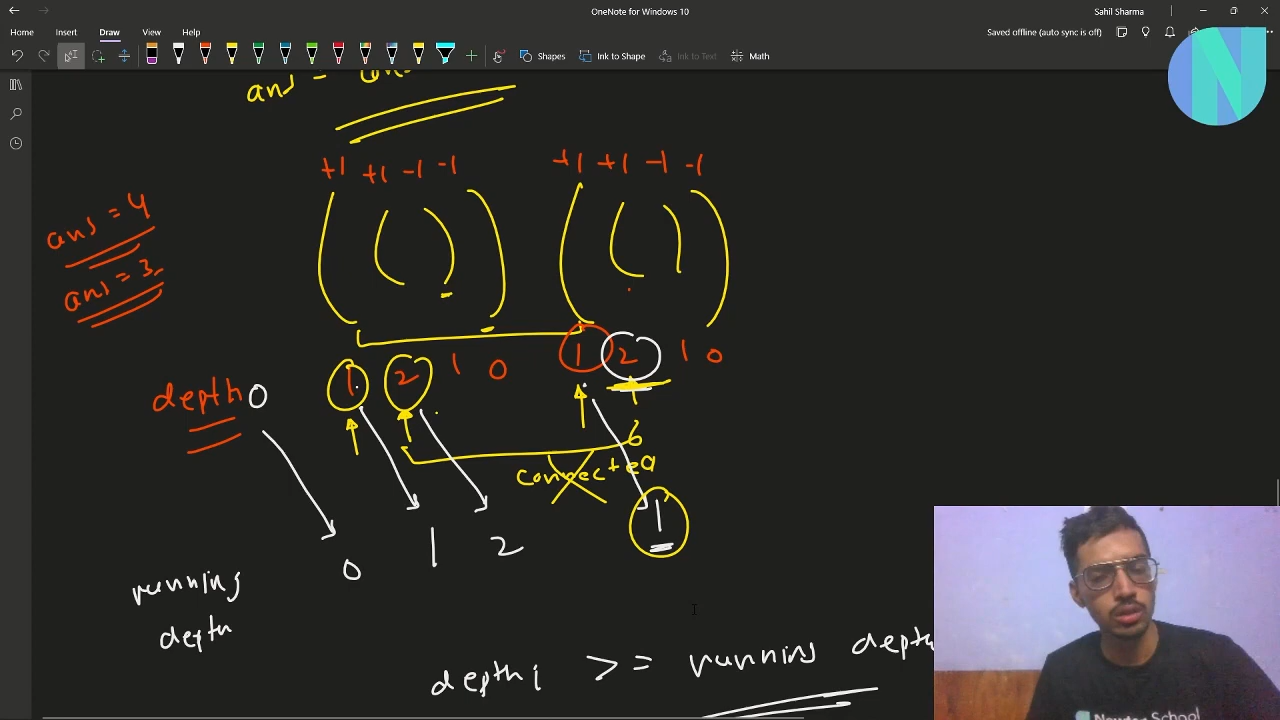 OneNote for Windows 10
Sahil Sharma
Home Insert Draw View Help
Saved offline (auto sync is off)
Shapes Ink to Shape Ink to Text Math
ans =
+1 +1 -1 -1 +1 +1 -1 -1
ans = 4
ans = 3
( ( ) ) ( ( ) )
1 2 1 0 1 2 1 0
depth 0
connected
1
0 1 2
running
depth
depth i >= running depth
School